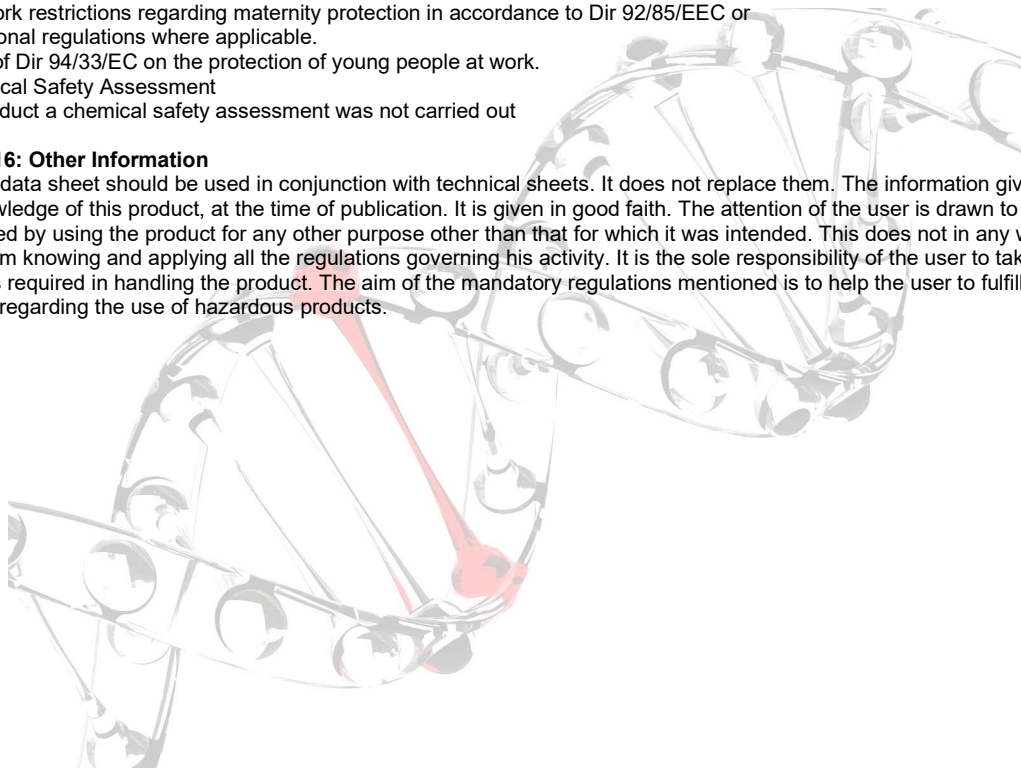 ork restrictions regarding maternity protection in accordance to Dir 92/85/EEC or
onal regulations where applicable.
of Dir 94/33/EC on the protection of young people at work.
cal Safety Assessment
duct a chemical safety assessment was not carried out
16: Other Information
data sheet should be used in conjunction with technical sheets. It does not replace them. The information giv
wledge of this product, at the time of publication. It is given in good faith. The attention of the user is drawn to
ed by using the product for any other purpose other than that for which it was intended. This does not in any w
m knowing and applying all the regulations governing his activity. It is the sole responsibility of the user to tak
s required in handling the product. The aim of the mandatory regulations mentioned is to help the user to fulfil
regarding the use of hazardous products.